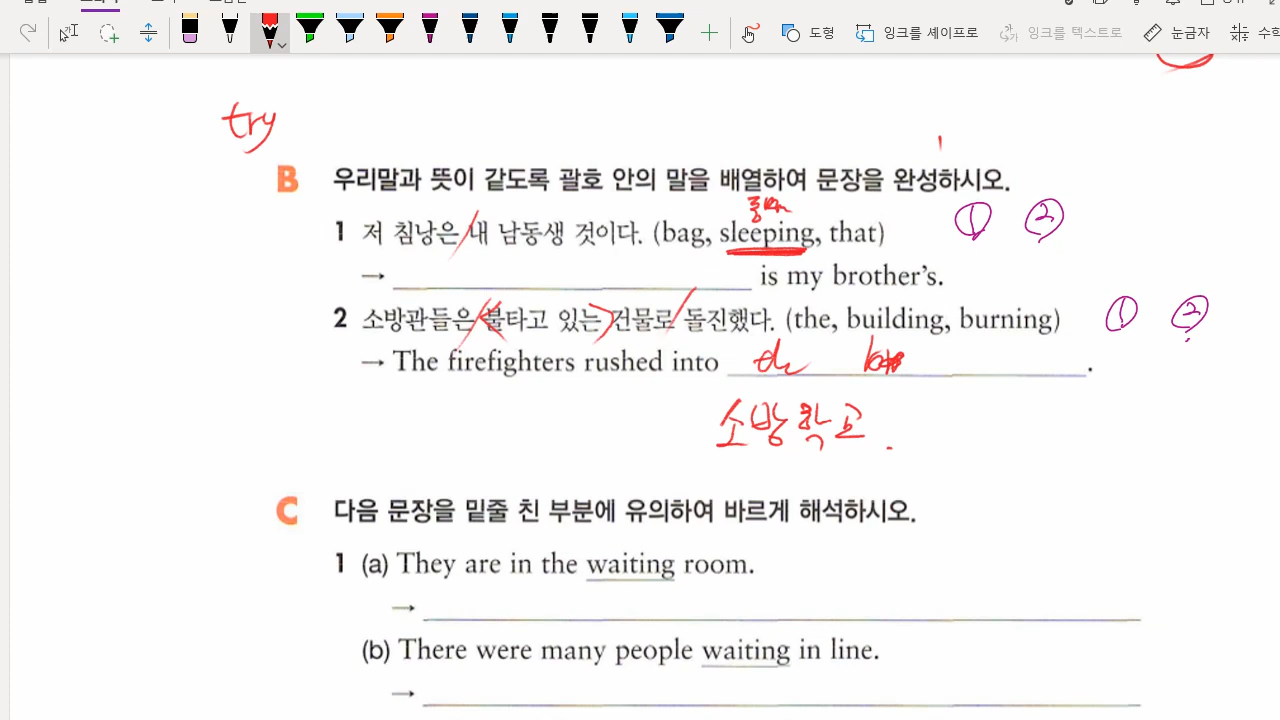 도형 잉크를 셰이프로 잉크를 텍스트로 눈금자
try
B 우리말과 뜻이 같도록 괄호 안의 말을 배열하여 문장을 완성하시오.
1 저 침낭은 내 남동생 것이다. (bag, sleeping, that) ① ②
→ is my brother's.
2 소방관들은 불타고 있는 건물로 돌진했다. (the, building, burning) ① ②
→ The firefighters rushed into the .
C 다음 문장을 밑줄 친 부분에 유의하여 바르게 해석하시오.
1 (a) They are in the waiting room.
→
(b) There were many people waiting in line.
→